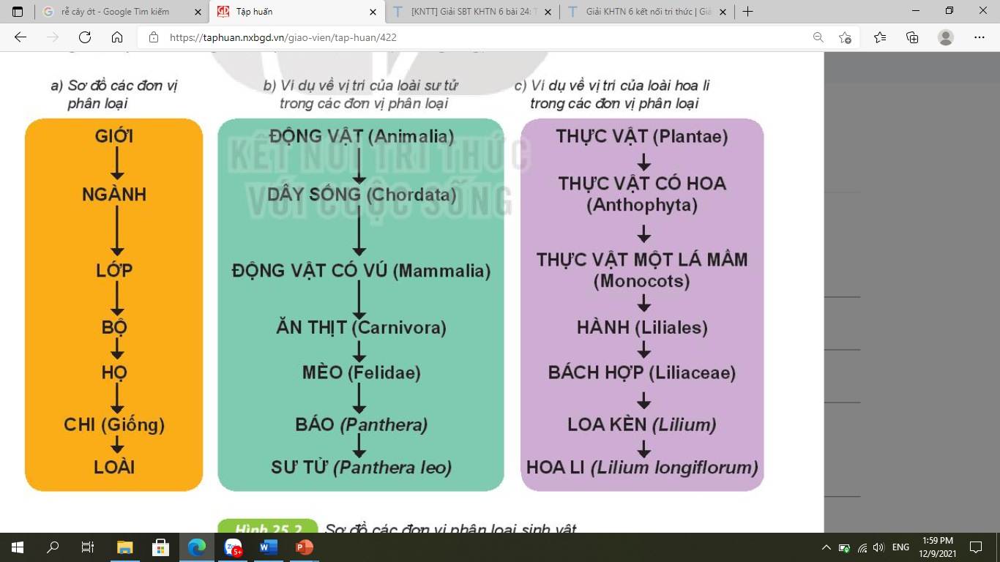 rễ cây ớt - Google Tìm kiếm
Tập huấn
[KNTT] Giải SBT KHTN 6 bài 24: T
Giải KHTN 6 kết nối tri thức | Giả
https://taphuan.nxbgd.vn/giao-vien/tap-huan/422
a) Sơ đồ các đơn vị
phân loại
b) Ví dụ về vị trí của loài sư tử
trong các đơn vị phân loại
c) Ví dụ về vị trí của loài hoa li
trong các đơn vị phân loại
GIỚI
NGÀNH
LỚP
BỘ
HỌ
CHI (Giống)
LOÀI
KẾT NỐI TRI THỨC
VỚI CUỘC SỐNG
ĐỘNG VẬT (Animalia)
DÂY SỐNG (Chordata)
ĐỘNG VẬT CÓ VÚ (Mammalia)
ĂN THỊT (Carnivora)
MÈO (Felidae)
BÁO (Panthera)
SƯ TỬ (Panthera leo)
THỰC VẬT (Plantae)
THỰC VẬT CÓ HOA
(Anthophyta)
THỰC VẬT MỘT LÁ MẦM
(Monocots)
HÀNH (Liliales)
BÁCH HỢP (Liliaceae)
LOA KÈN (Lilium)
HOA LI (Lilium longiflorum)
Hình 25.2 Sơ đồ các đơn vị phân loại sinh vật
5+
ENG
1:59 PM
12/9/2021